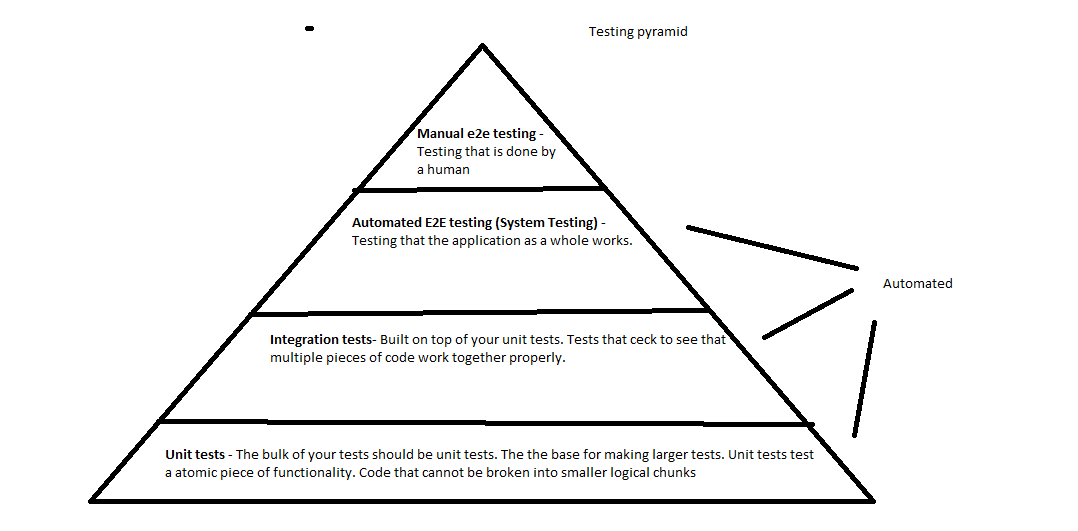 Testing pyramid
Manual e2e testing -
Testing that is done by
a human
Automated E2E testing (System Testing) -
Testing that the application as a whole works.
Automated
Integration tests- Built on top of your unit tests. Tests that ceck to see that
multiple pieces of code work together properly.
Unit tests - The bulk of your tests should be unit tests. The the base for making larger tests. Unit tests test
a atomic piece of functionality. Code that cannot be broken into smaller logical chunks